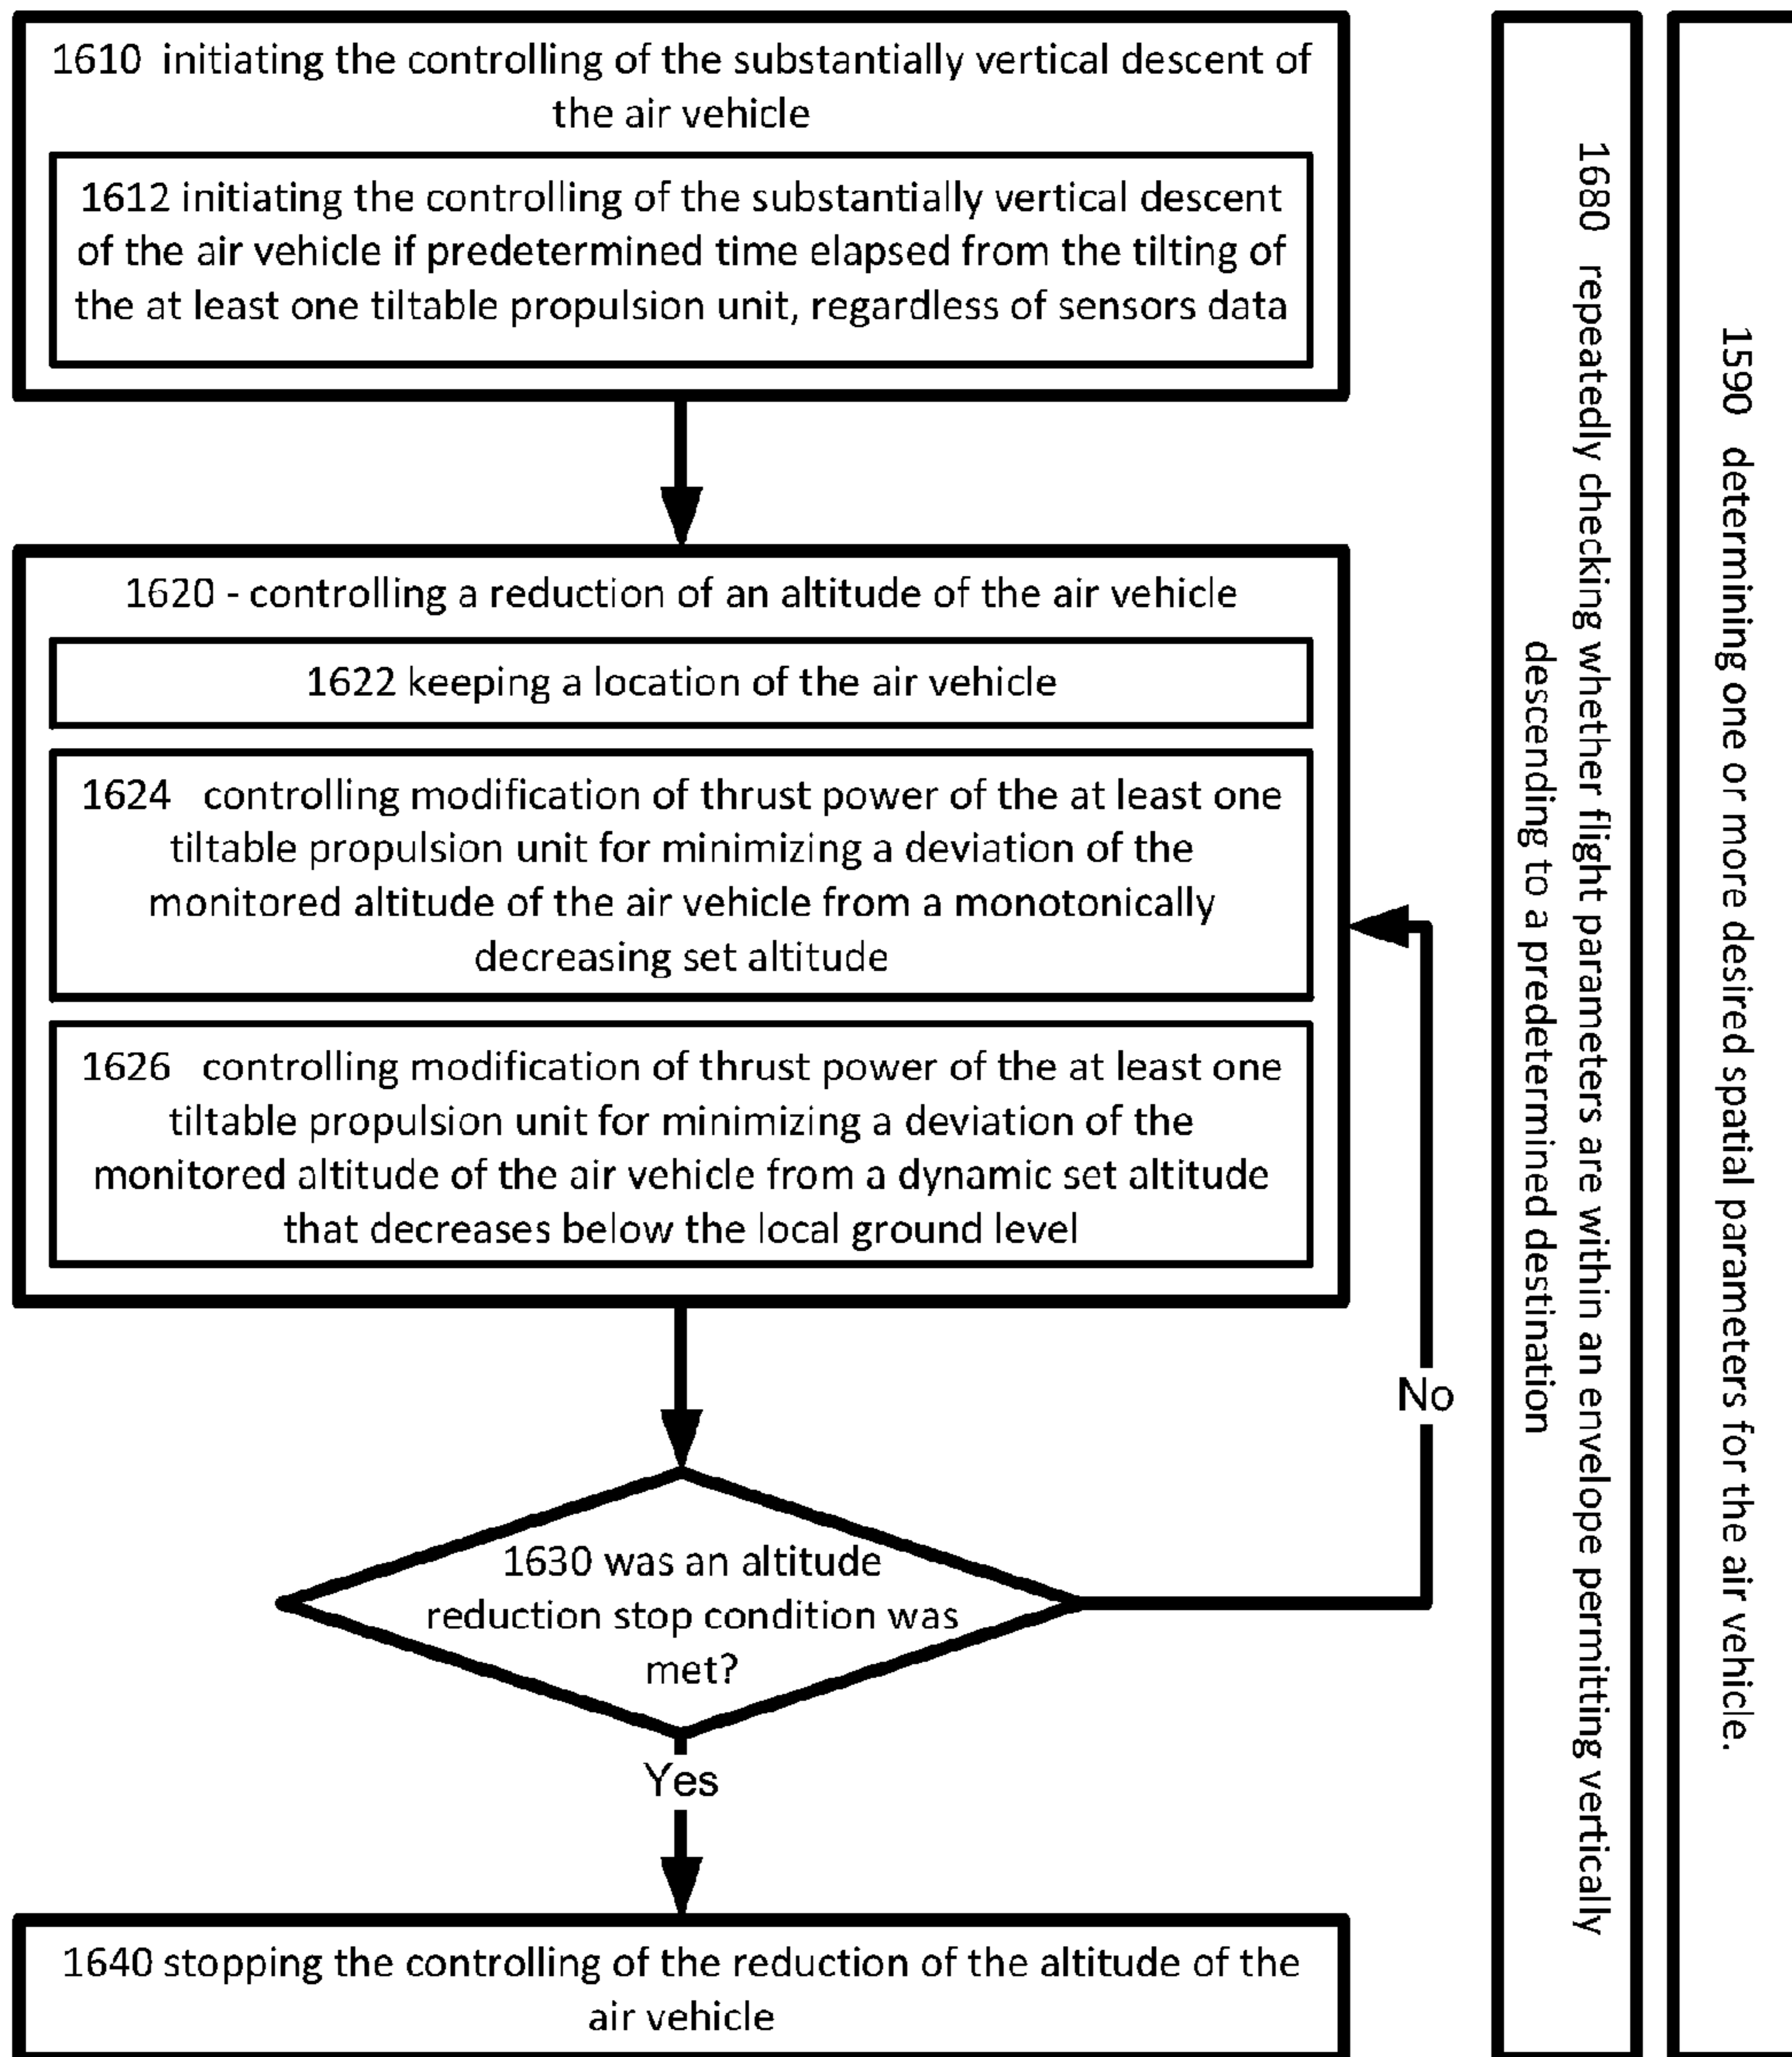 1610 initiating the controlling of the substantially vertical descent of
the air vehicle
1612 initiating the controlling of the substantially vertical descent
of the air vehicle if predetermined time elapsed from the tilting of
the at least one tiltable propulsion unit, regardless of sensors data
1620 - controlling a reduction of an altitude of the air vehicle
1622 keeping a location of the air vehicle
1624 controlling modification of thrust power of the at least one
tiltable propulsion unit for minimizing a deviation of the
monitored altitude of the air vehicle from a monotonically
decreasing set altitude
1626 controlling modification of thrust power of the at least one
tiltable propulsion unit for minimizing a deviation of the
monitored altitude of the air vehicle from a dynamic set altitude
that decreases below the local ground level
No
1630 was an altitude
reduction stop condition was
met?
Yes
1640 stopping the controlling of the reduction of the altitude of the
air vehicle
1680 repeatedly checking whether flight parameters are within an envelope permitting vertically
descending to a predetermined destination
1590 determining one or more desired spatial parameters for the air vehicle.